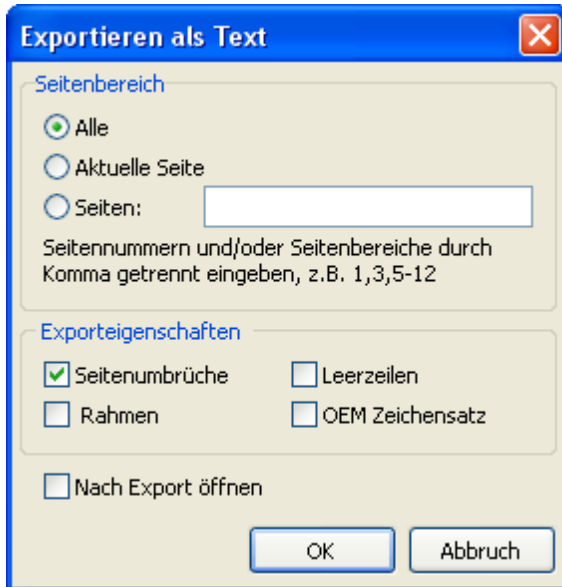 Exportieren als Text
Seitenbereich
Alle
Aktuelle Seite
Seiten:
Seitennummern und/oder Seitenbereiche durch
Komma getrennt eingeben, z.B. 1,3,5-12
Exporteigenschaften
Seitenumbrüche
Leerzeilen
Rahmen
OEM Zeichensatz
Nach Export öffnen
OK
Abbruch